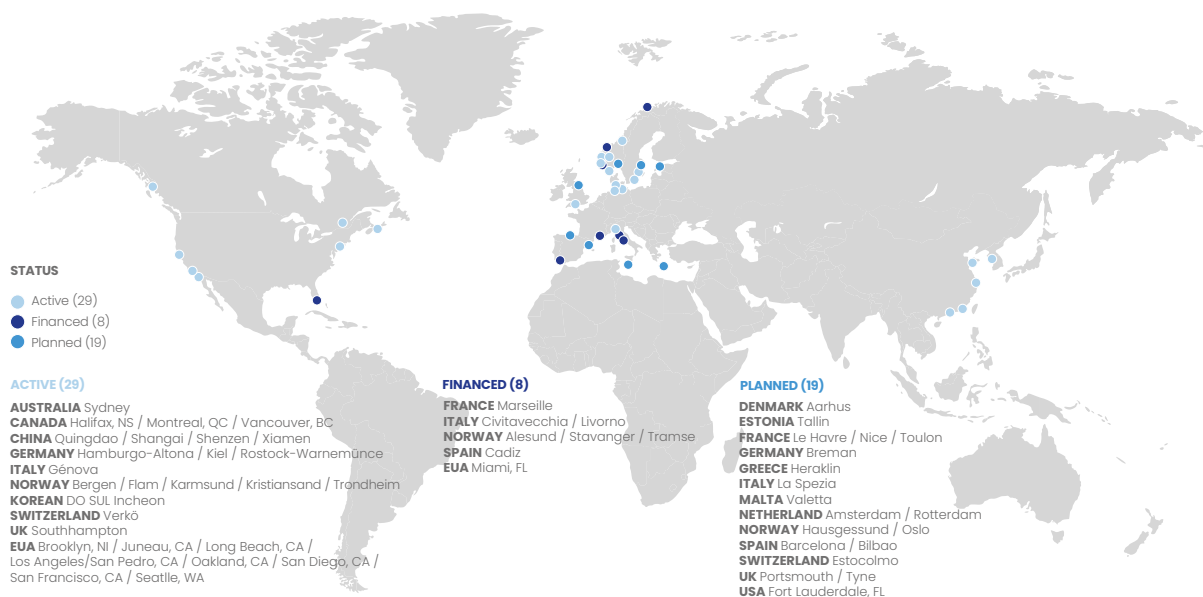 STATUS
Active (29)
Financed (8)
Planned (19)
ACTIVE (29)
AUSTRALIA Sydney
CANADA Halifax, NS / Montreal, QC / Vancouver, BC
CHINA Quingdao / Shangai / Shenzen / Xiamen
GERMANY Hamburgo-Altona / Kiel / Rostock-Warnemünce
ITALY Génova
NORWAY Bergen / Flam / Karmsund / Kristiansand / Trondheim
KOREAN DO SUL Incheon
SWITZERLAND Verkö
UK Southhampton
EUA Brooklyn, NI / Juneau, CA / Long Beach, CA /
Los Angeles/San Pedro, CA / Oakland, CA / San Diego, CA /
San Francisco, CA / Seatlle, WA
FINANCED (8)
FRANCE Marseille
ITALY Civitavecchia / Livorno
NORWAY Alesund / Stavanger / Tramse
SPAIN Cadiz
EUA Miami, FL
PLANNED (19)
DENMARK Aarhus
ESTONIA Tallin
FRANCE Le Havre / Nice / Toulon
GERMANY Breman
GREECE Heraklin
ITALY La Spezia
MALTA Valetta
NETHERLAND Amsterdam / Rotterdam
NORWAY Hausgessund / Oslo
SPAIN Barcelona / Bilbao
SWITZERLAND Estocolmo
UK Portsmouth / Tyne
USA Fort Lauderdale, FL